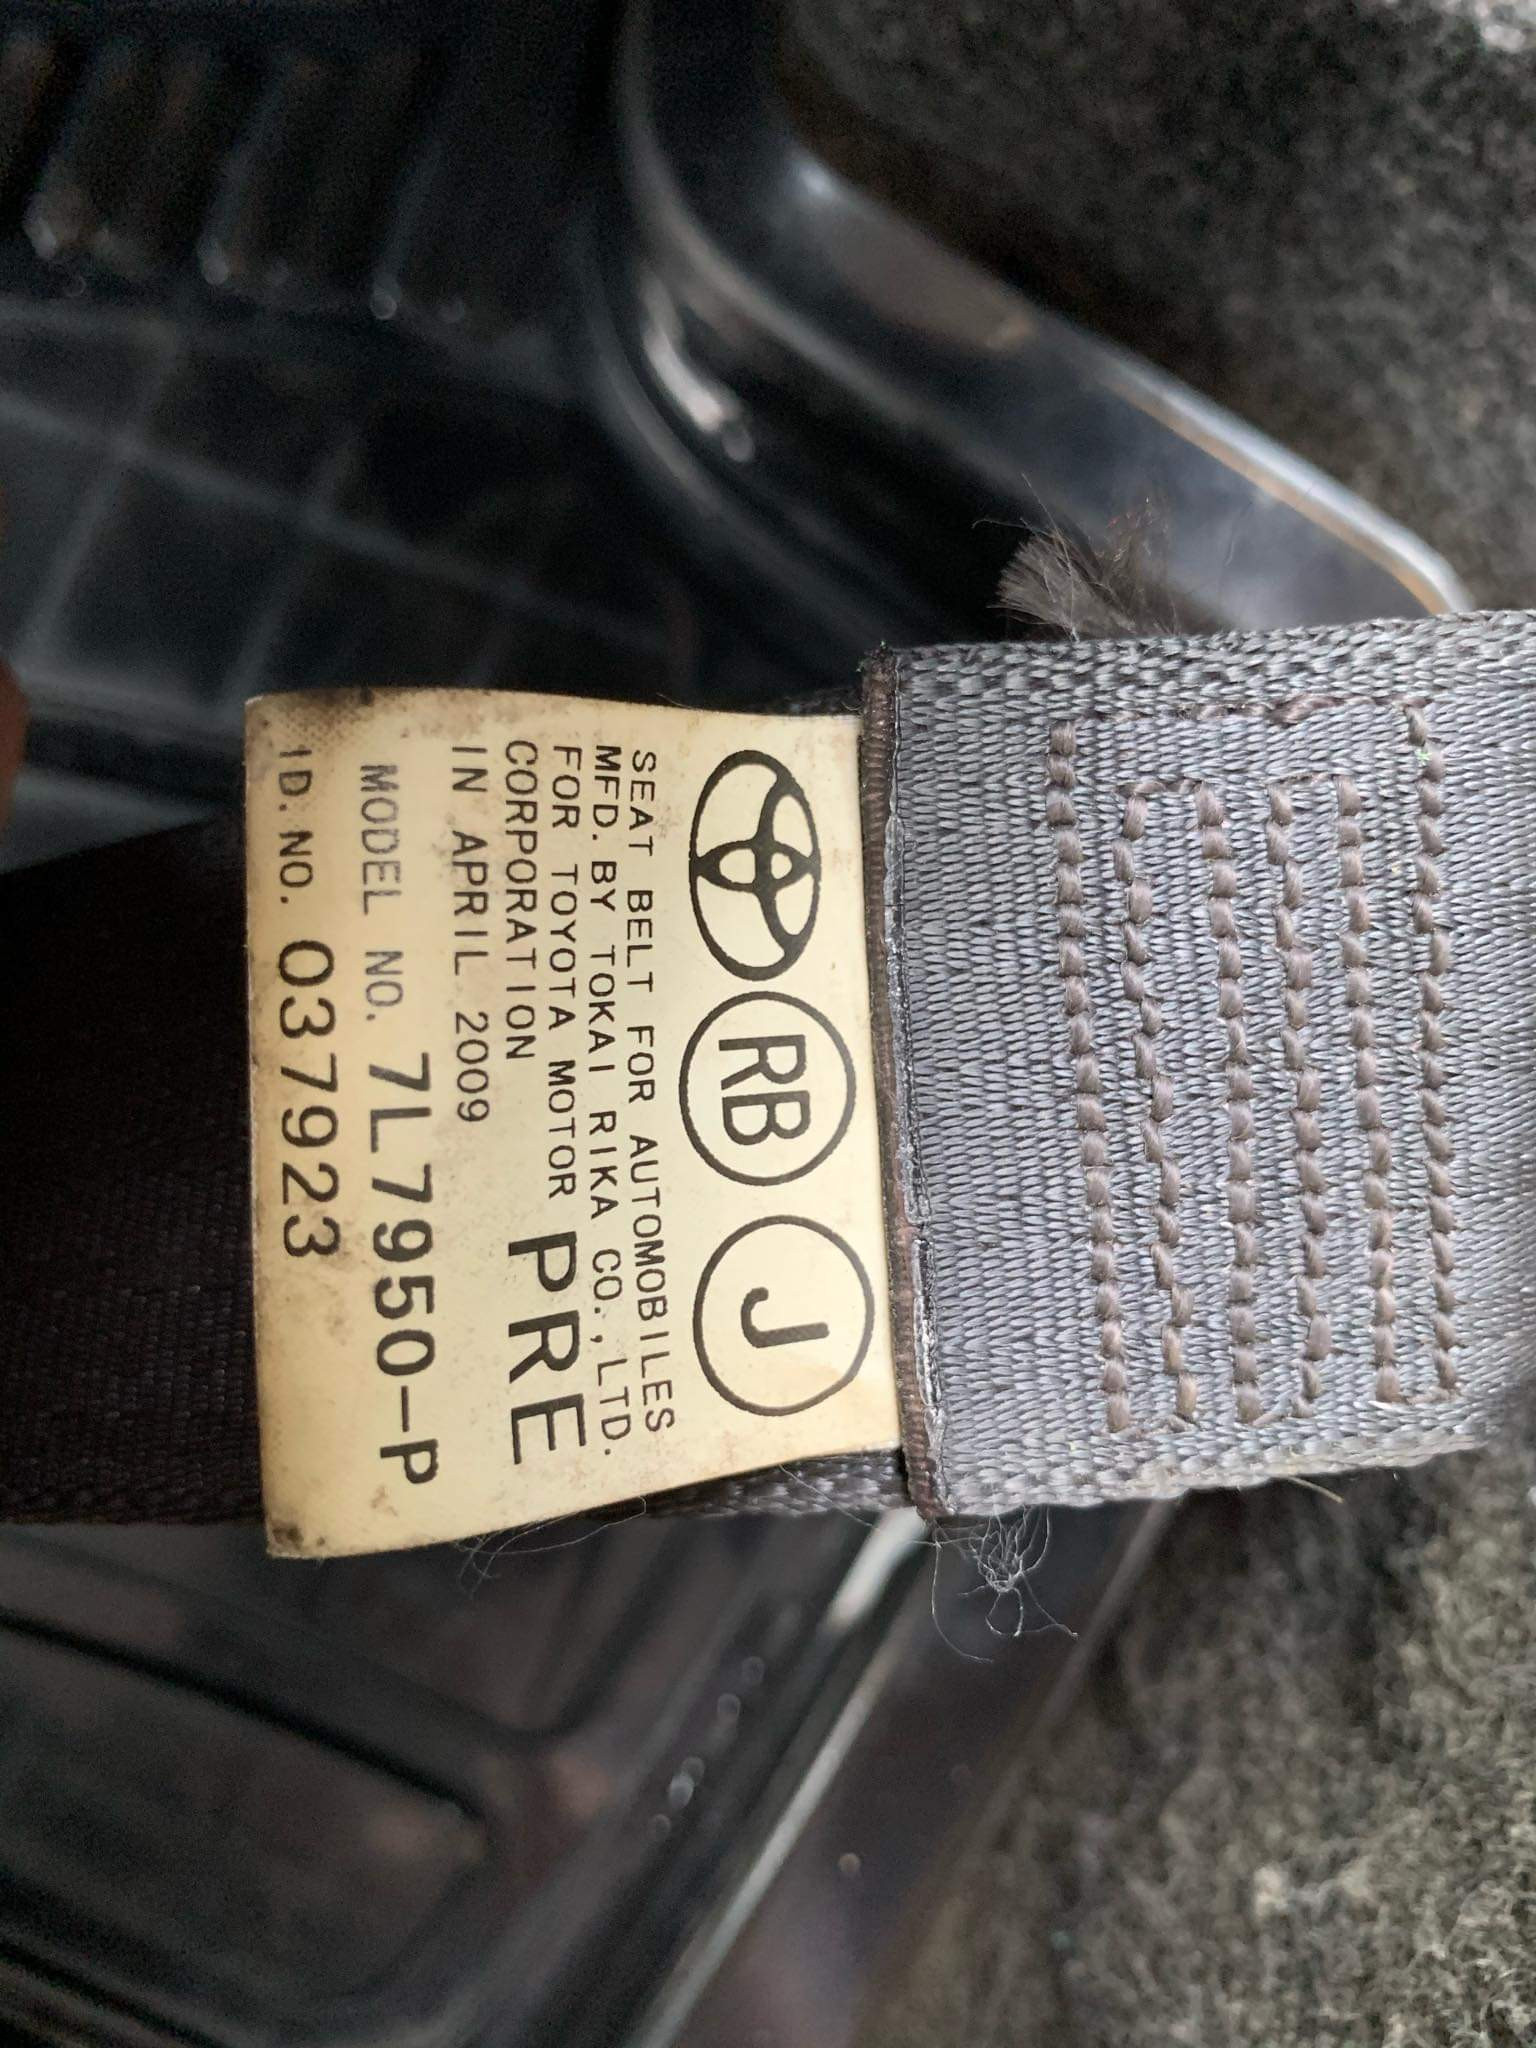 RB J
SEAT BELT FOR AUTOMOBILES
MFD. BY TOKAI RIKA CO., LTD.
FOR TOYOTA MOTOR
CORPORATION PRE
IN APRIL 2009
MODEL NO. 7L7950-P
ID. NO. 037923